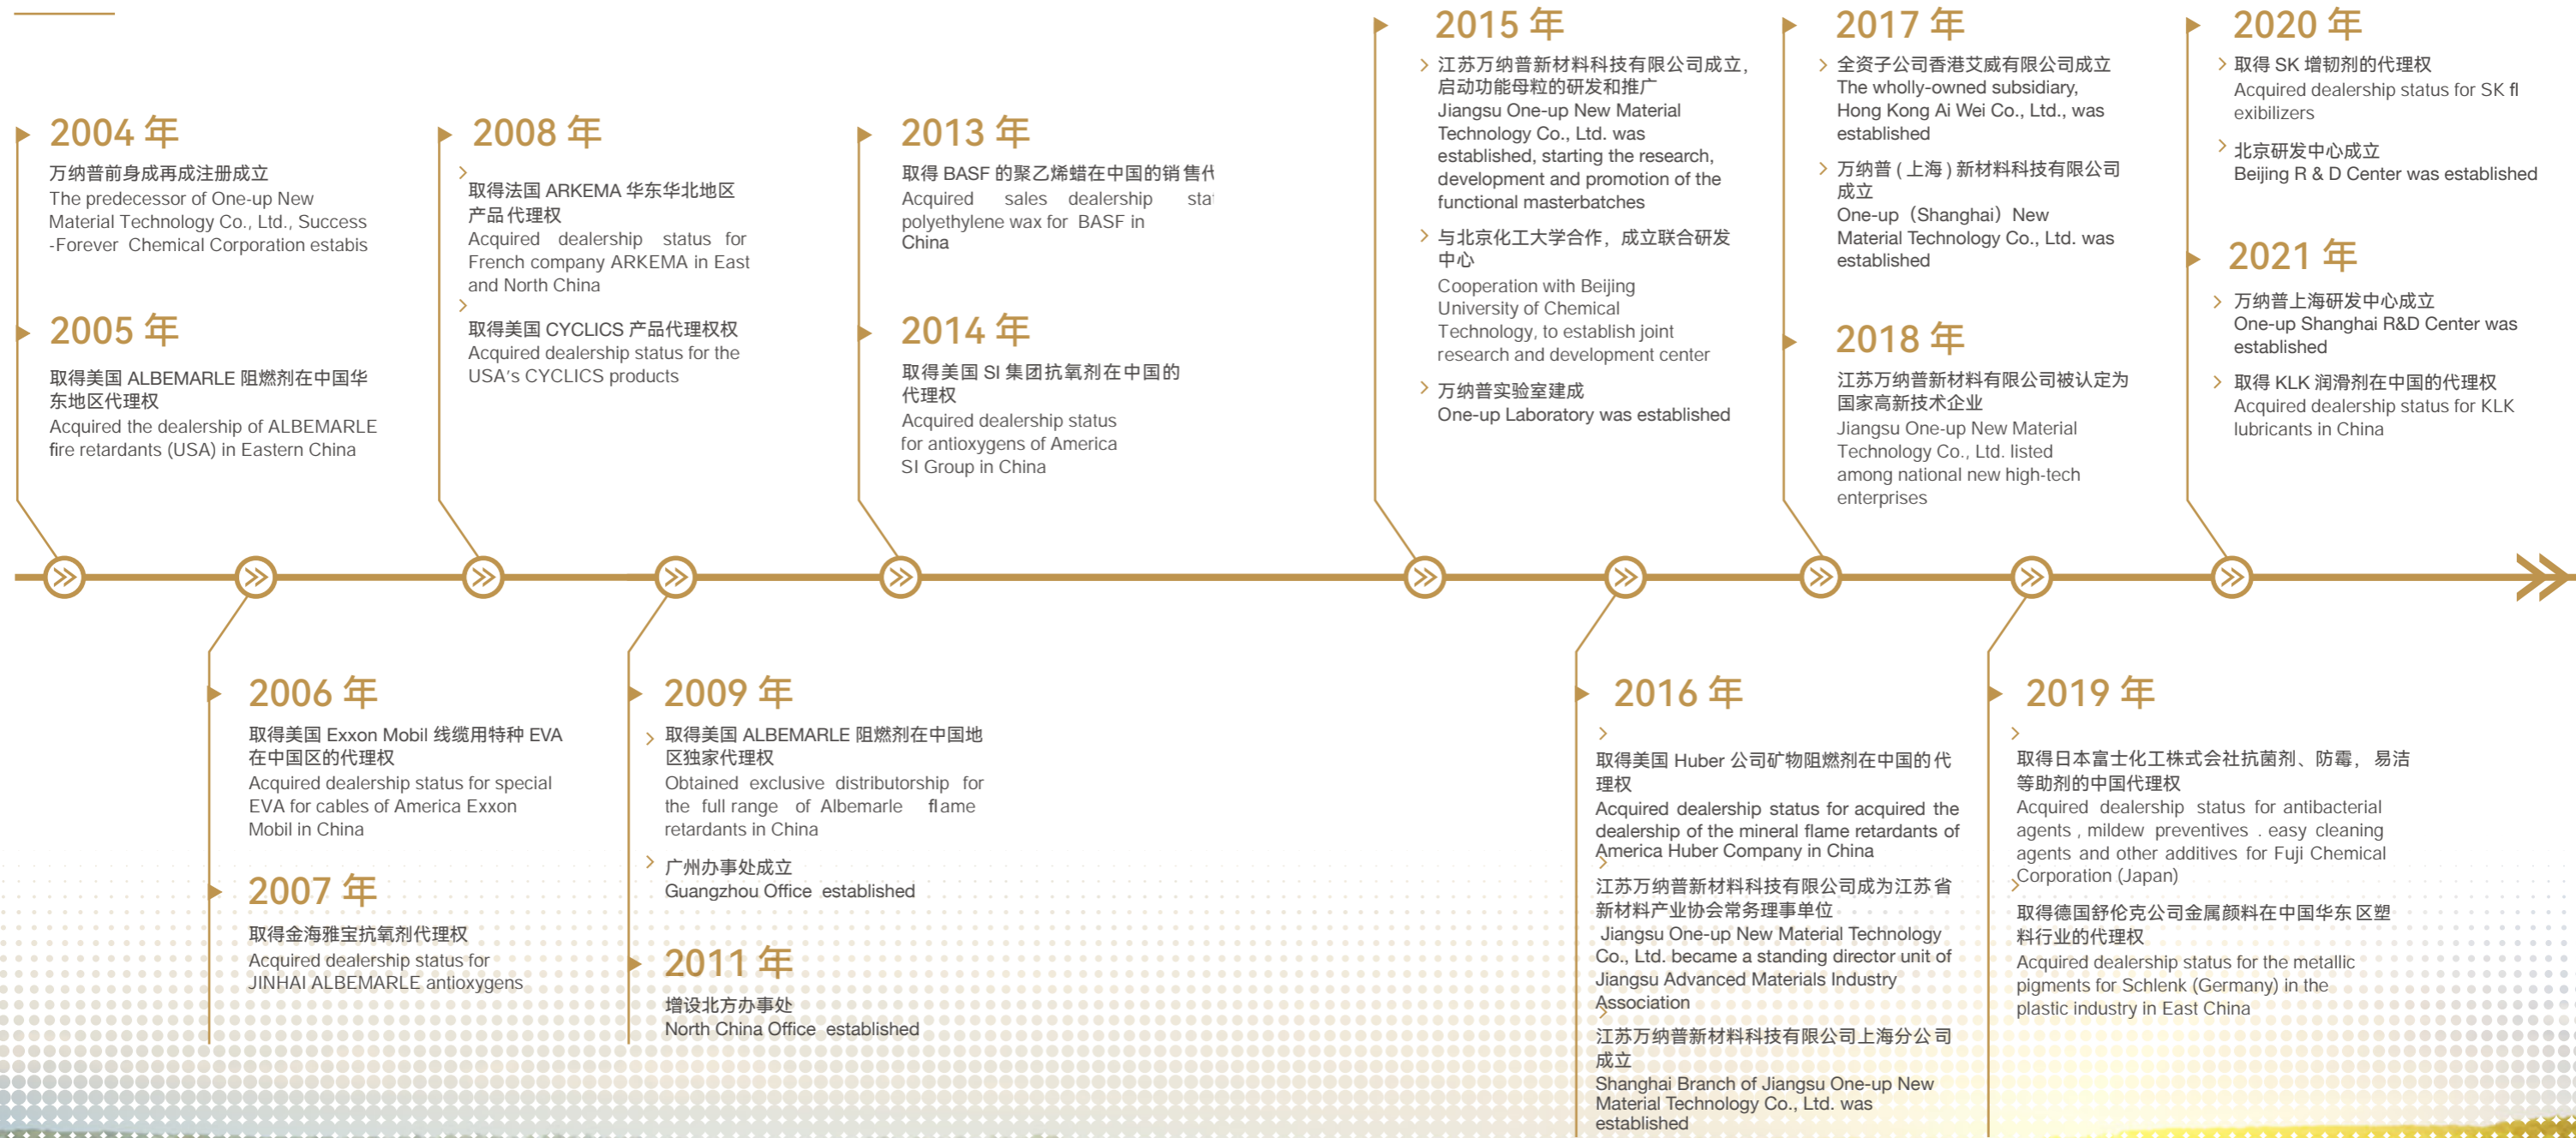 2004 年
万纳普前身成再成注册成立
The predecessor of One-up New
Material Technology Co., Ltd., Success
-Forever Chemical Corporation estabis
2005 年
取得美国 ALBEMARLE 阻燃剂在中国华
东地区代理权
Acquired the dealership of ALBEMARLE
fire retardants (USA) in Eastern China
2006 年
取得美国 Exxon Mobil 线缆用特种 EVA
在中国区的代理权
Acquired dealership status for special
EVA for cables of America Exxon
Mobil in China
2007 年
取得金海雅宝抗氧剂代理权
Acquired dealership status for
JINHAI ALBEMARLE antioxygens
2008 年
取得法国 ARKEMA 华东华北地区
产品代理权
Acquired dealership status for
French company ARKEMA in East
and North China
取得美国 CYCLICS 产品代理权权
Acquired dealership status for the
USA's CYCLICS products
2009 年
取得美国 ALBEMARLE 阻燃剂在中国地
区独家代理权
Obtained exclusive distributorship for
the full range of Albemarle flame
retardants in China
广州办事处成立
Guangzhou Office established
2011 年
增设北方办事处
North China Office established
2013 年
取得 BASF 的聚乙烯蜡在中国的销售代
Acquired sales dealership stat
polyethylene wax for BASF in
China
2014 年
取得美国 SI 集团抗氧剂在中国的
代理权
Acquired dealership status
for antioxygens of America
SI Group in China
2015 年
江苏万纳普新材料科技有限公司成立，
启动功能母粒的研发和推广
Jiangsu One-up New Material
Technology Co., Ltd. was
established, starting the research,
development and promotion of the
functional masterbatches
与北京化工大学合作，成立联合研发
中心
Cooperation with Beijing
University of Chemical
Technology, to establish joint
research and development center
万纳普实验室建成
One-up Laboratory was established
2016 年
取得美国 Huber 公司矿物阻燃剂在中国的代
理权
Acquired dealership status for acquired the
dealership of the mineral flame retardants of
America Huber Company in China
江苏万纳普新材料科技有限公司成为江苏省
新材料产业协会常务理事单位
Jiangsu One-up New Material Technology
Co., Ltd. became a standing director unit of
Jiangsu Advanced Materials Industry
Association
江苏万纳普新材料科技有限公司上海分公司
成立
Shanghai Branch of Jiangsu One-up New
Material Technology Co., Ltd. was
established
2017 年
全资子公司香港艾威有限公司成立
The wholly-owned subsidiary,
Hong Kong Ai Wei Co., Ltd., was
established
万纳普 ( 上海 ) 新材料科技有限公司
成立
One-up（Shanghai）New
Material Technology Co., Ltd. was
established
2018 年
江苏万纳普新材料有限公司被认定为
国家高新技术企业
Jiangsu One-up New Material
Technology Co., Ltd. listed
among national new high-tech
enterprises
2019 年
取得日本富士化工株式会社抗菌剂、防霉，易洁
等助剂的中国代理权
Acquired dealership status for antibacterial
agents , mildew preventives . easy cleaning
agents and other additives for Fuji Chemical
Corporation (Japan)
取得德国舒伦克公司金属颜料在中国华东区塑
料行业的代理权
Acquired dealership status for the metallic
pigments for Schlenk (Germany) in the
plastic industry in East China
2020 年
取得 SK 增韧剂的代理权
Acquired dealership status for SK fl
exibilizers
北京研发中心成立
Beijing R & D Center was established
2021 年
万纳普上海研发中心成立
One-up Shanghai R&D Center was
established
取得 KLK 润滑剂在中国的代理权
Acquired dealership status for KLK
lubricants in China